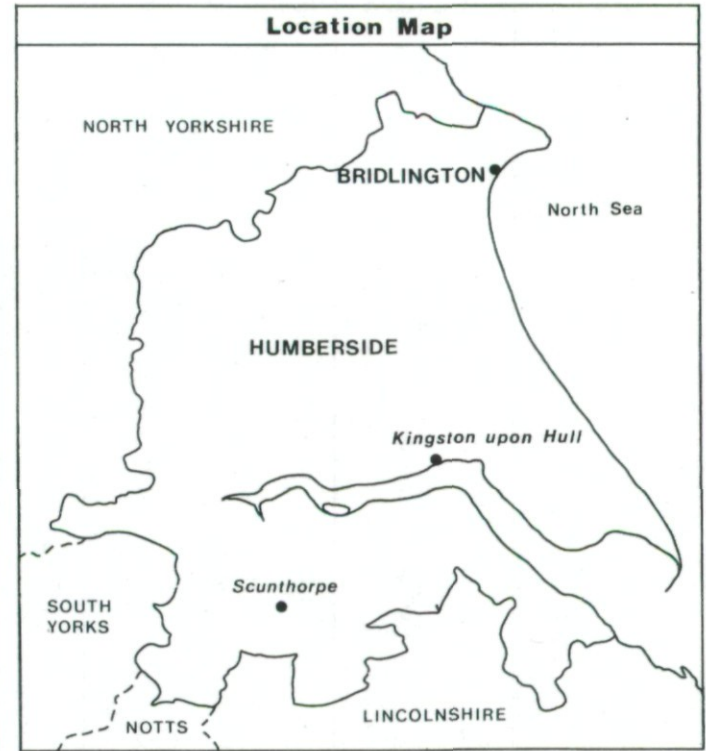 Location Map
NORTH YORKSHIRE
BRIDLINGTON
North Sea
HUMBERSIDE
Kingston upon Hull
Scunthorpe
SOUTH
YORKS
LINCOLNSHIRE
NOTTS